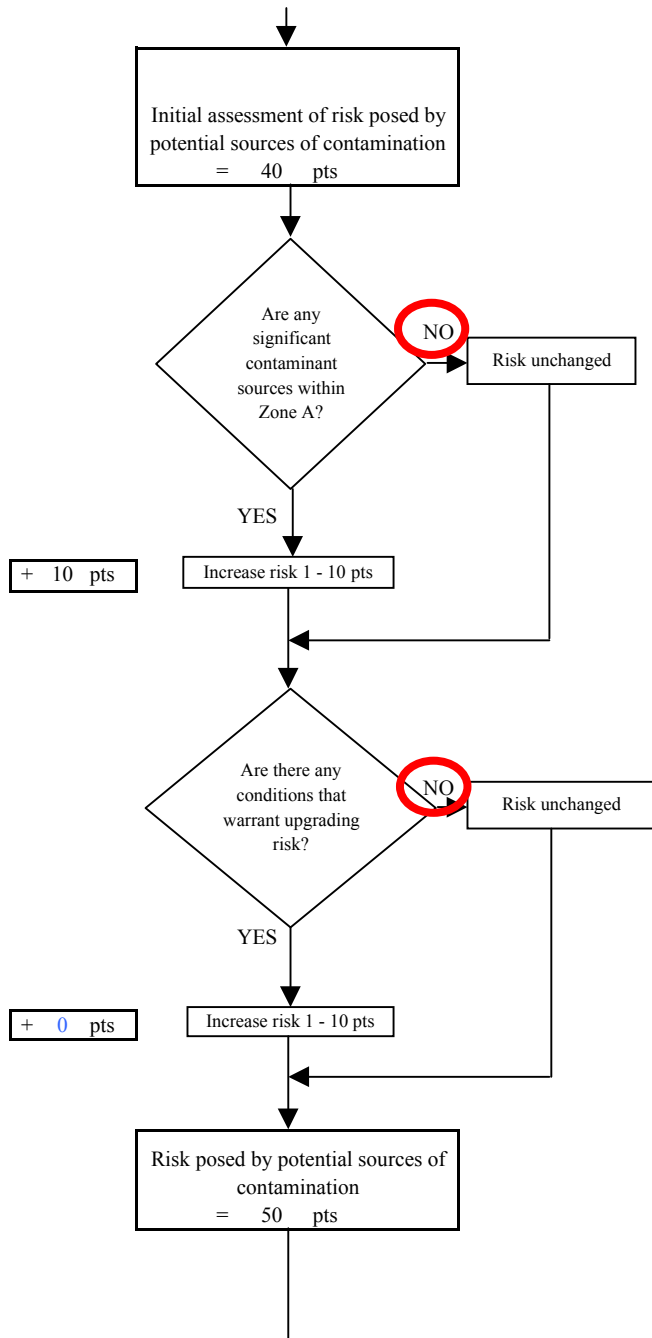 Initial assessment of risk posed by
potential sources of contamination
= 40 pts
Are any
significant
contaminant
sources within
Zone A?
NO
Risk unchanged
YES
+ 10 pts
Increase risk 1 - 10 pts
Are there any
conditions that
warrant upgrading
risk?
NO
Risk unchanged
YES
+ 0 pts
Increase risk 1 - 10 pts
Risk posed by potential sources of
contamination
= 50 pts